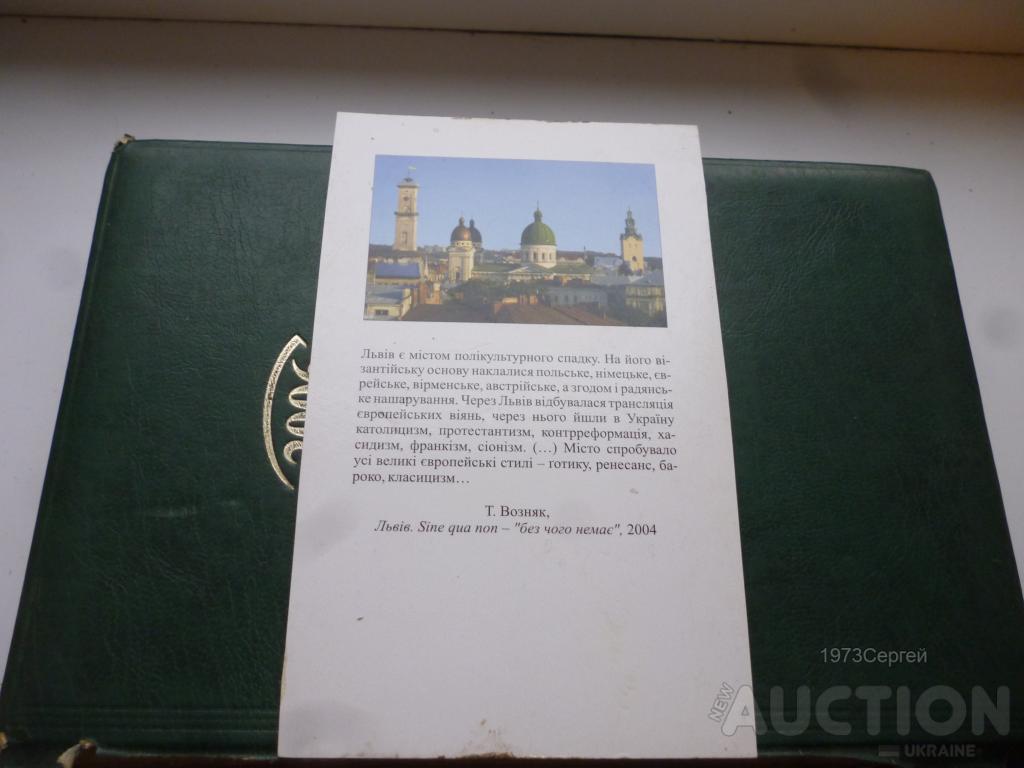 Львів є містом полікультурного спадку. На його ві-
зантійську основу наклалися польське, німецьке, єв-
рейське, вірменське, австрійське, а згодом і радянсь-
ке нашарування. Через Львів відбувалася трансляція
європейських віянь, через нього йшли в Україну
католицизм, протестантизм, контрреформація, ха-
сидизм, франкізм, сіонізм. (…) Місто спробувало
усі великі європейські стилі – ґотику, ренесанс, ба-
роко, класицизм…
Т. Возняк,
Львів. Sine qua non – "без чого немає", 2004
1973Сергей
NEW AUCTION
UKRAINE